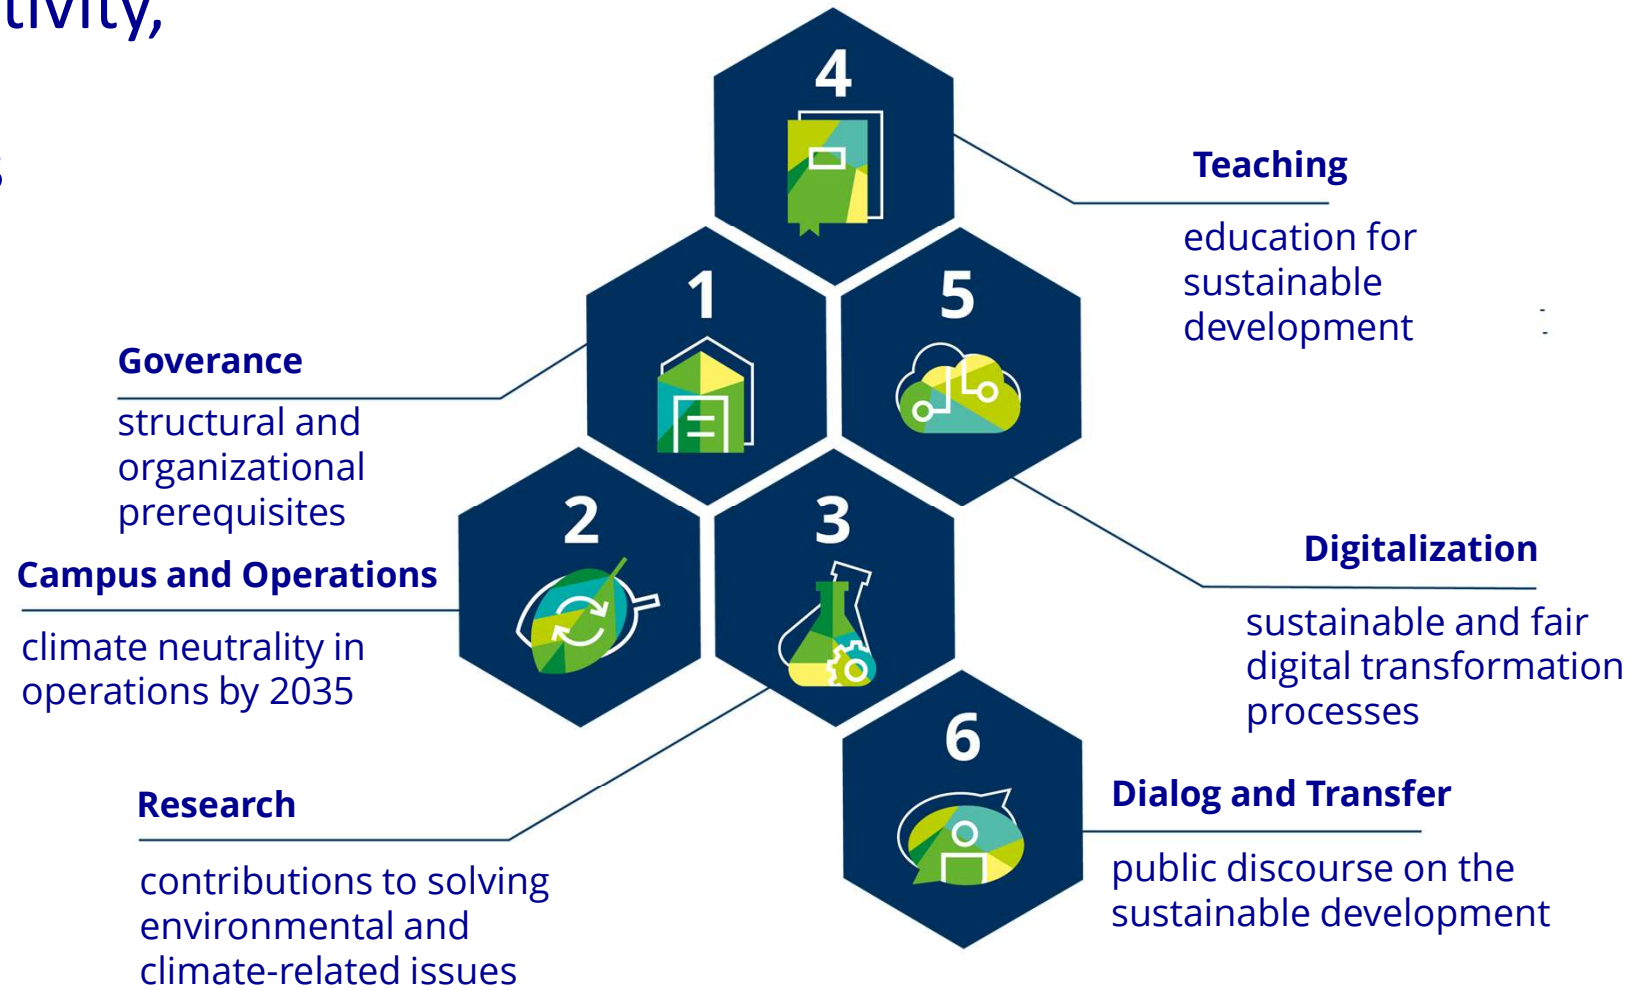 tivity,
s
4
Teaching
education for
sustainable
development
1
5
Goverance
structural and
organizational
prerequisites
2
3
Campus and Operations
climate neutrality in
operations by 2035
Digitalization
sustainable and fair
digital transformation
processes
6
Research
contributions to solving
environmental and
climate-related issues
Dialog and Transfer
public discourse on the
sustainable development